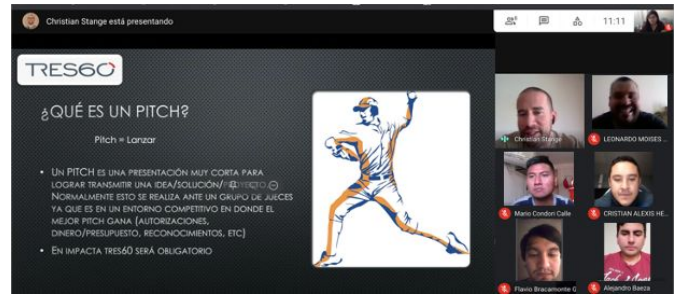 Christian Stange está presentando
11:11
TRES60
¿QUÉ ES UN PITCH?
Pitch = Lanzar
• UN PITCH ES UNA PRESENTACIÓN MUY CORTA PARA
LOGRAR TRANSMITIR UNA IDEA/SOLUCIÓN/PROYECTO.
NORMALMENTE ESTO SE REALIZA ANTE UN GRUPO DE JUECES
YA QUE ES EN UN ENTORNO COMPETITIVO EN DONDE EL
MEJOR PITCH GANA (AUTORIZACIONES,
DINERO/PRESUPUESTO, RECONOCIMIENTOS, ETC)
• EN IMPACTA TRES60 SERÁ OBLIGATORIO
Christian Stange
LEONARDO MOISES ...
Mario Condori Calle
CRISTIAN ALEXIS HE...
Flavio Bracamonte G
Alejandro Baeza